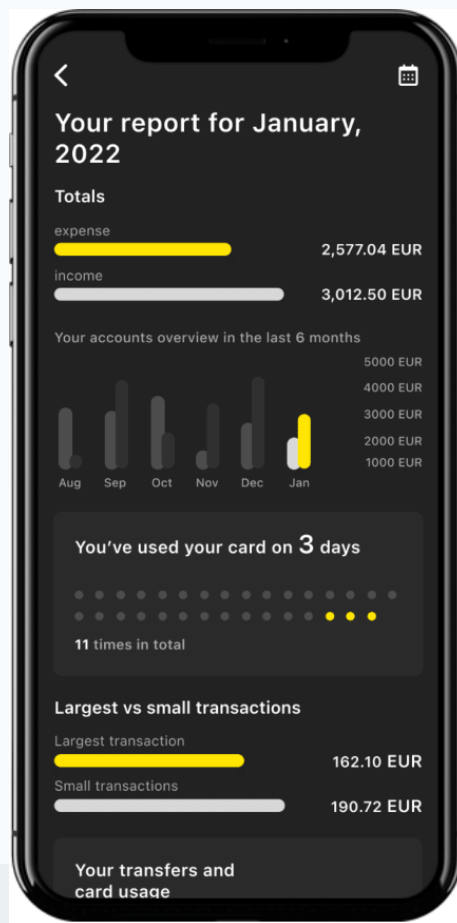 Your report for January,
2022
Totals
expense
2,577.04 EUR
income
3,012.50 EUR
Your accounts overview in the last 6 months
5000 EUR
4000 EUR
3000 EUR
2000 EUR
1000 EUR
Aug Sep Oct Nov Dec Jan
You've used your card on 3 days
11 times in total
Largest vs small transactions
Largest transaction
162.10 EUR
Small transactions
190.72 EUR
Your transfers and
card usage